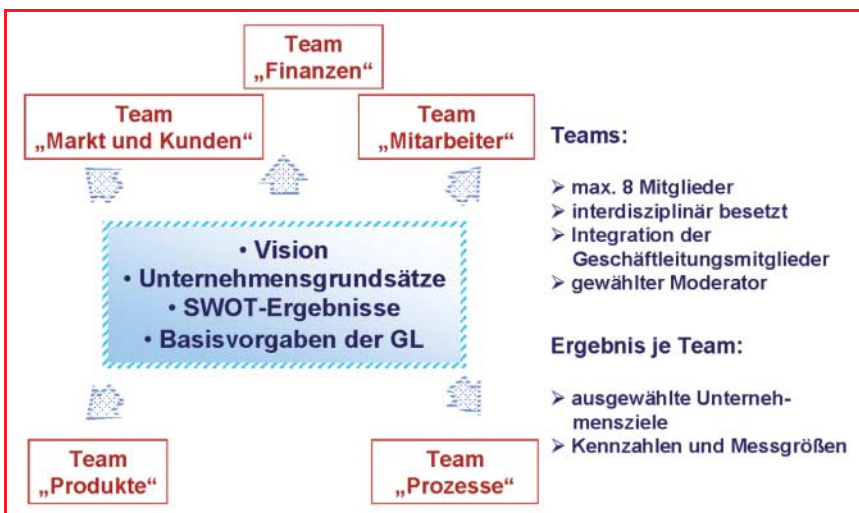 Team
„Finanzen“
Team
„Markt und Kunden“
Team
„Mitarbeiter“
• Vision
• Unternehmensgrundsätze
• SWOT-Ergebnisse
• Basisvorgaben der GL
Team
„Produkte“
Team
„Prozesse“
Teams:
➢ max. 8 Mitglieder
➢ interdisziplinär besetzt
➢ Integration der
Geschäftleitungsmitglieder
➢ gewählter Moderator
Ergebnis je Team:
➢ ausgewählte Unterneh-
mensziele
➢ Kennzahlen und Messgrößen